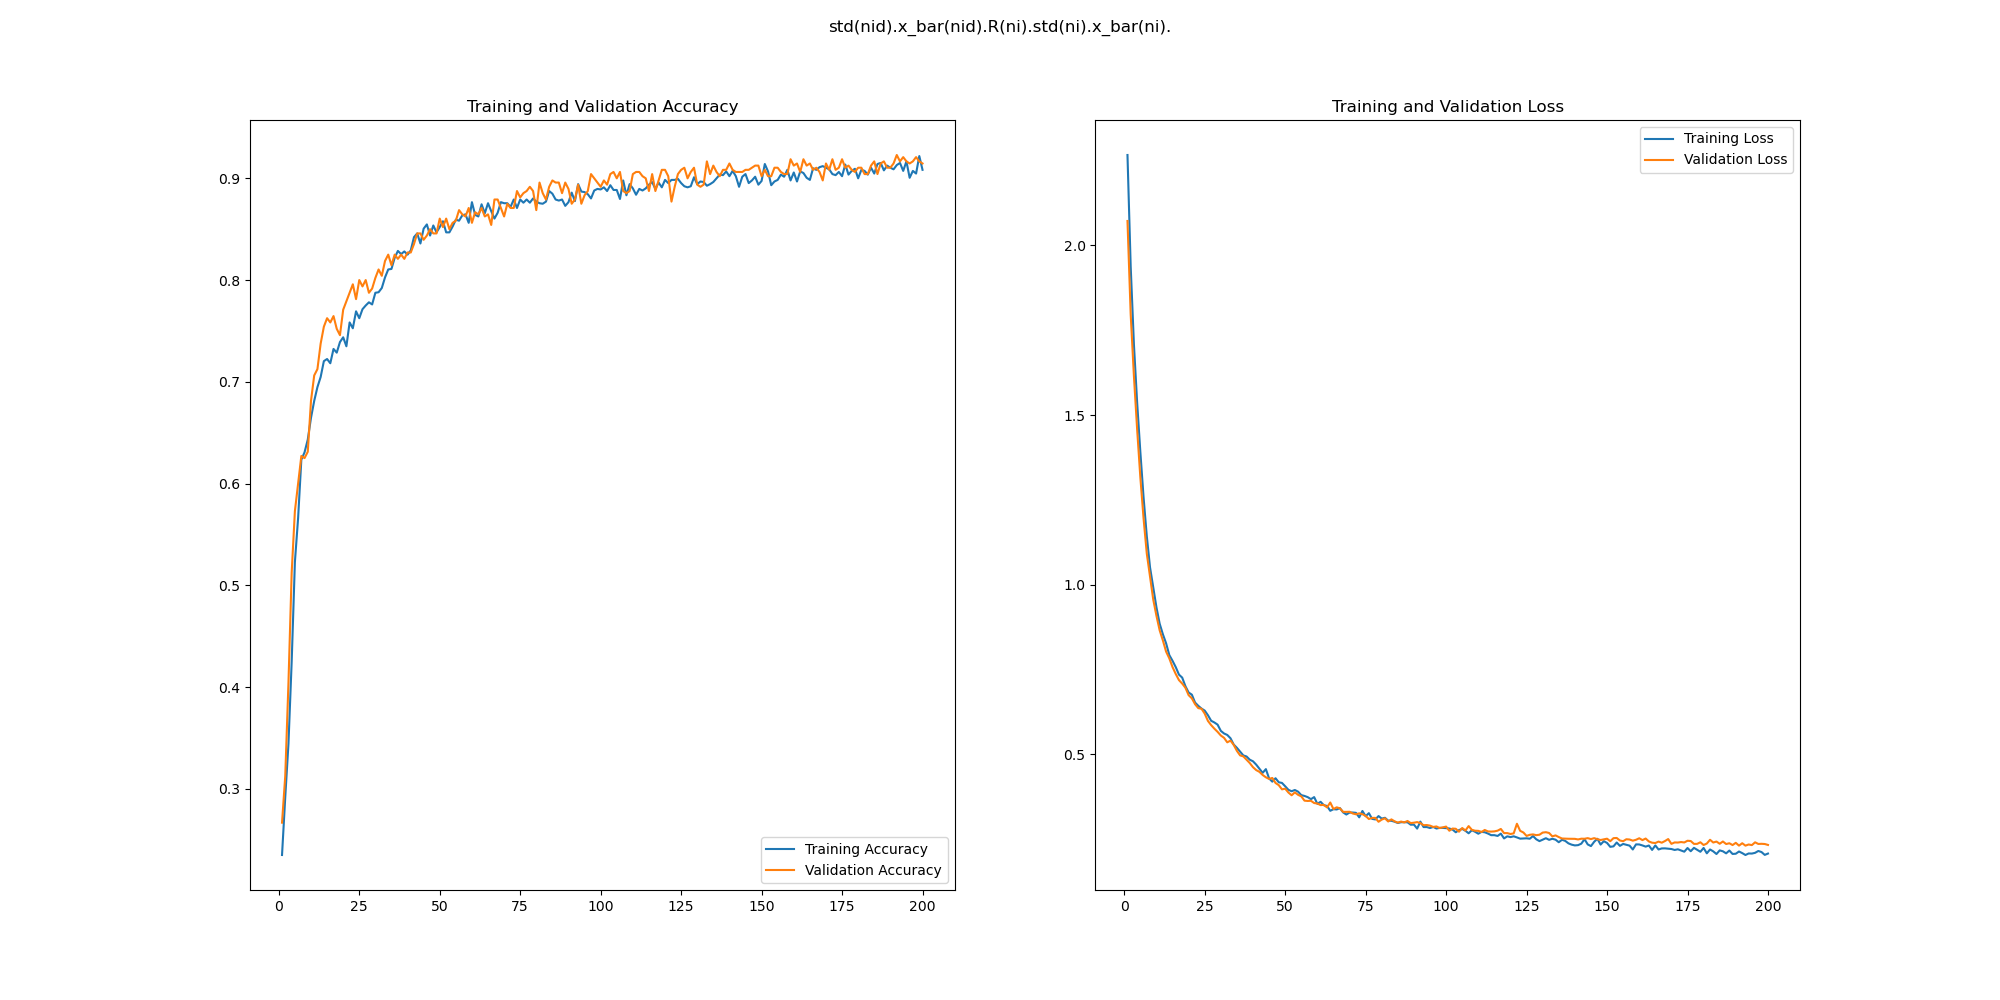 std(nid).x_bar(nid).R(ni).std(ni).x_bar(ni).
Training and Validation Accuracy
0.9
0.8
0.7
0.6
0.5
0.4
0.3
Training Accuracy
Validation Accuracy
0 25 50 75 100 125 150 175 200
Training and Validation Loss
Training Loss
Validation Loss
2.0
1.5
1.0
0.5
0 25 50 75 100 125 150 175 200